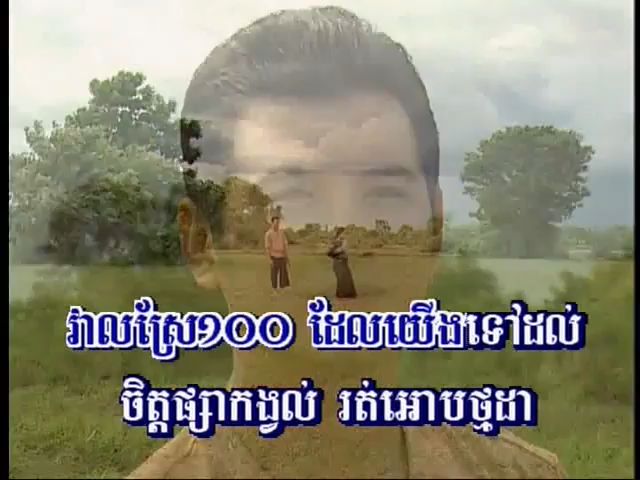 វាលស្រែ១០០ ដែលយើងទៅដល់
ចិត្តផ្សាកង្វល់ រត់អោបថ្មដា